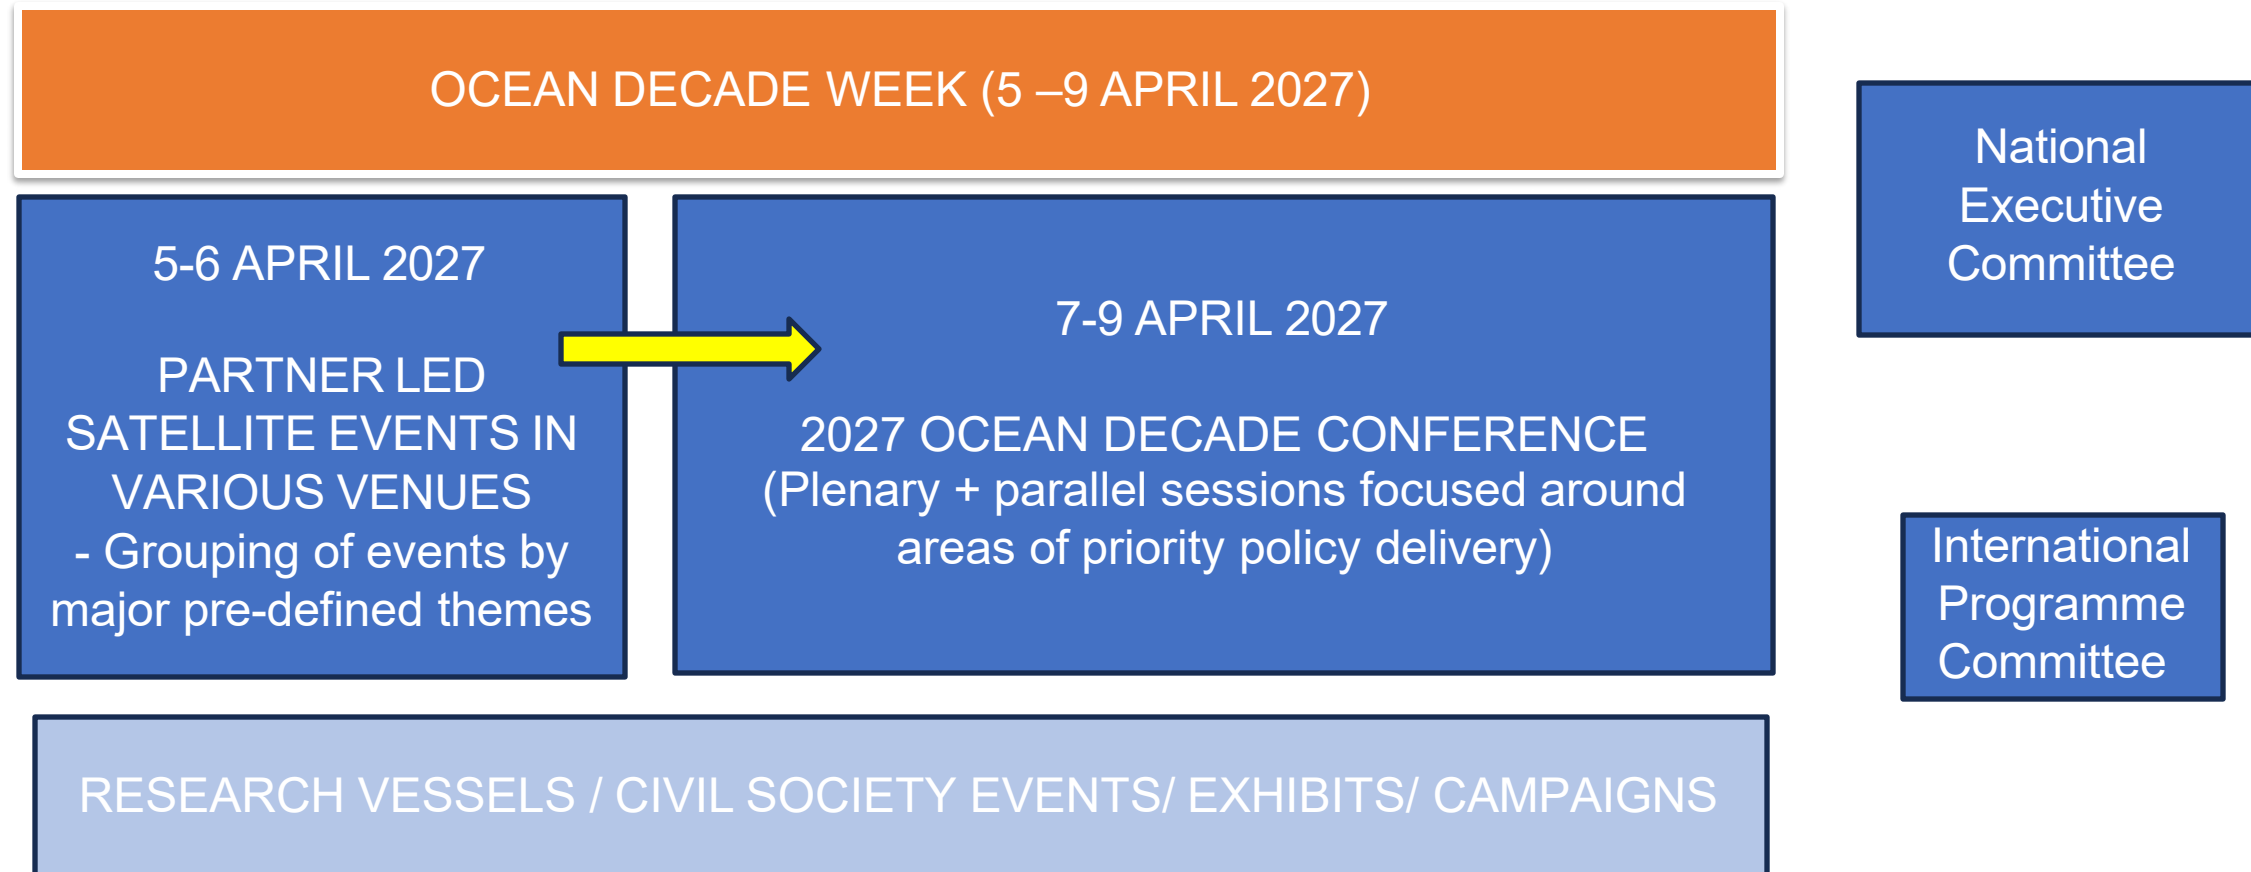 OCEAN DECADE WEEK (5 –9 APRIL 2027)
5-6 APRIL 2027
PARTNER LED
SATELLITE EVENTS IN
VARIOUS VENUES
- Grouping of events by
major pre-defined themes
7-9 APRIL 2027
2027 OCEAN DECADE CONFERENCE
(Plenary + parallel sessions focused around
areas of priority policy delivery)
RESEARCH VESSELS / CIVIL SOCIETY EVENTS/ EXHIBITS/ CAMPAIGNS
National
Executive
Committee
International
Programme
Committee